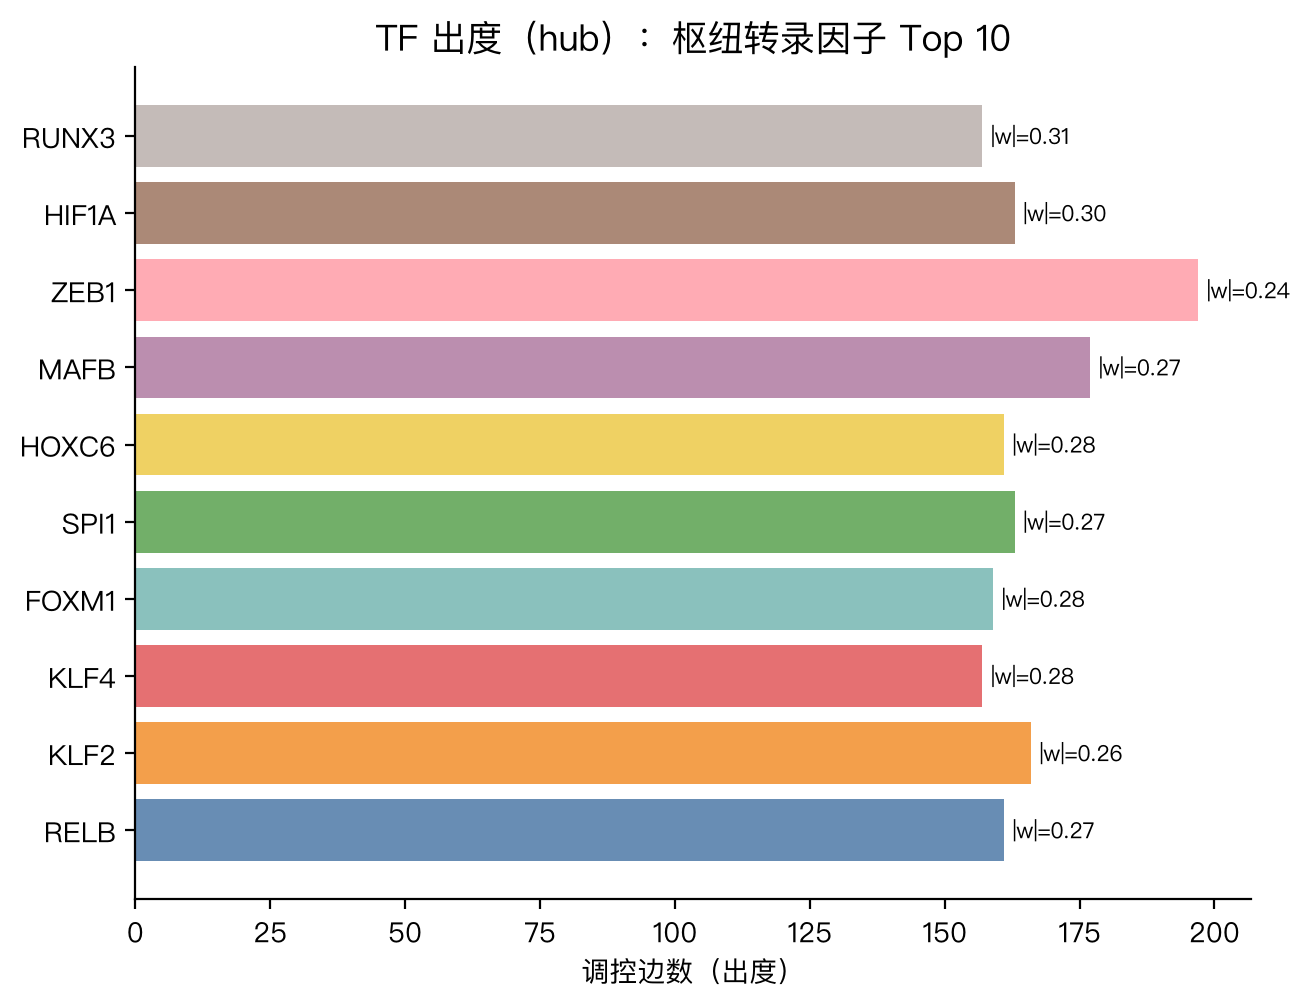 TF 出度（hub）：枢纽转录因子 Top 10
RUNX3 |w|=0.31
HIF1A |w|=0.30
ZEB1 |w|=0.24
MAFB |w|=0.27
HOXC6 |w|=0.28
SPI1 |w|=0.27
FOXM1 |w|=0.28
KLF4 |w|=0.28
KLF2 |w|=0.26
RELB |w|=0.27
0 25 50 75 100 125 150 175 200
调控边数（出度）